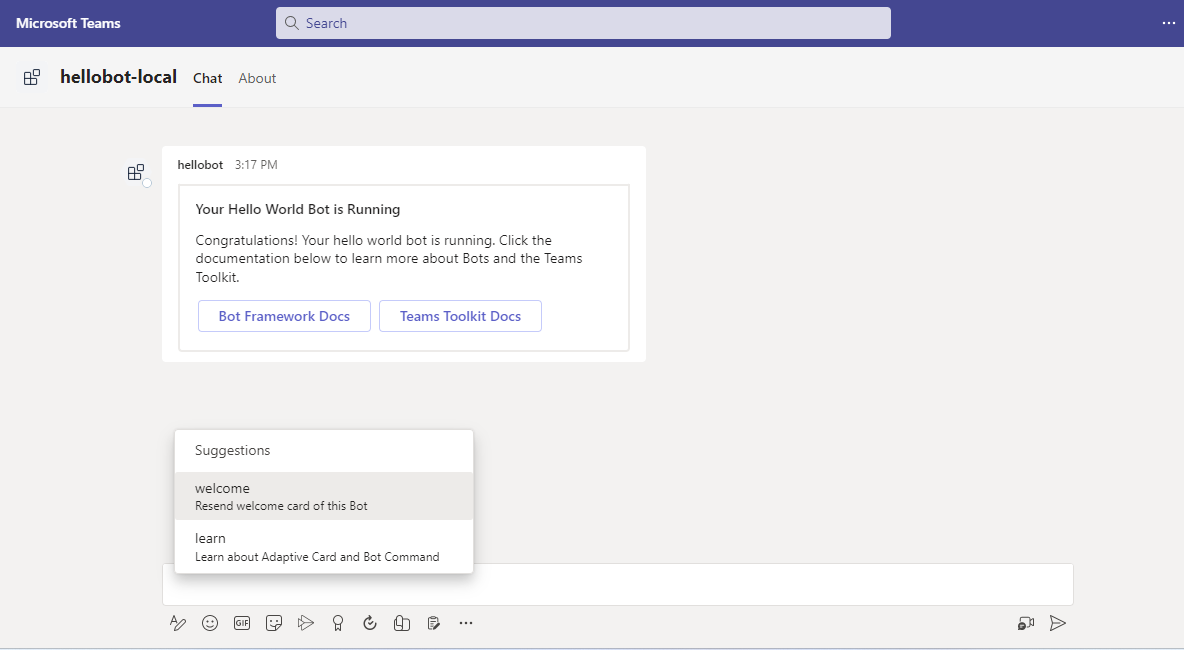 Microsoft Teams
Search
hellobot-local Chat About
hellobot 3:17 PM
Your Hello World Bot is Running
Congratulations! Your hello world bot is running. Click the
documentation below to learn more about Bots and the Teams
Toolkit.
Bot Framework Docs Teams Toolkit Docs
Suggestions
welcome
Resend welcome card of this Bot
learn
Learn about Adaptive Card and Bot Command
GIF